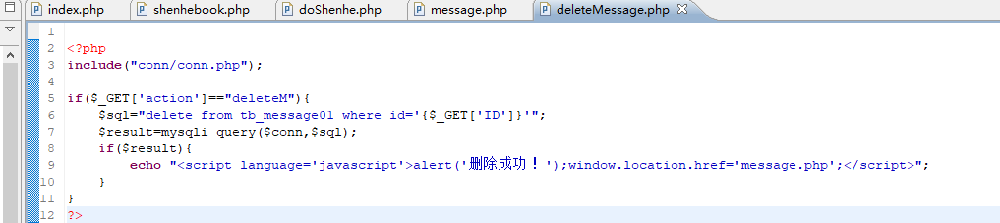 index.php shenhebook.php doShenhe.php message.php deleteMessage.php
1
2 <?php
3 include("conn/conn.php");
4
5 if($_GET['action']=="deleteM"){
6 $sql="delete from tb_message01 where id='{$_GET['ID']}'";
7 $result=mysqli_query($conn,$sql);
8 if($result){
9 echo "<script language='javascript'>alert('删除成功！');window.location.href='message.php';</script>";
10 }
11 }
12 ?>